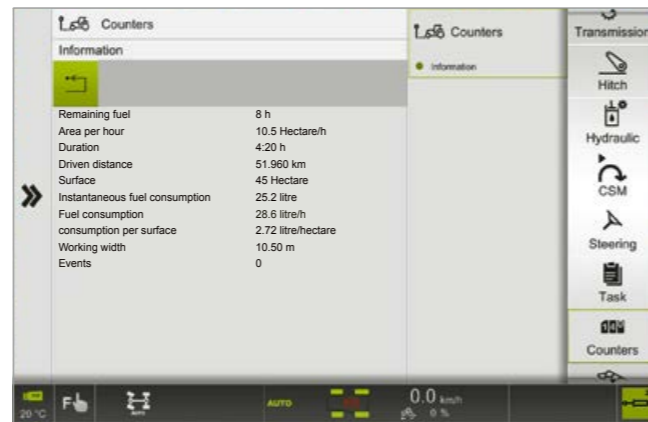 Counters
Information
Remaining fuel 8 h
Area per hour 10.5 Hectare/h
Duration 4:20 h
Driven distance 51.960 km
Surface 45 Hectare
Instantaneous fuel consumption 25.2 litre
Fuel consumption 28.6 litre/h
consumption per surface 2.72 litre/hectare
Working width 10.50 m
Events 0
Counters
Information
Transmission
Hitch
Hydraulic
CSM
Steering
Task
Counters
20 °C
F
AUTO
AUTO
0.0 km/h
0 %